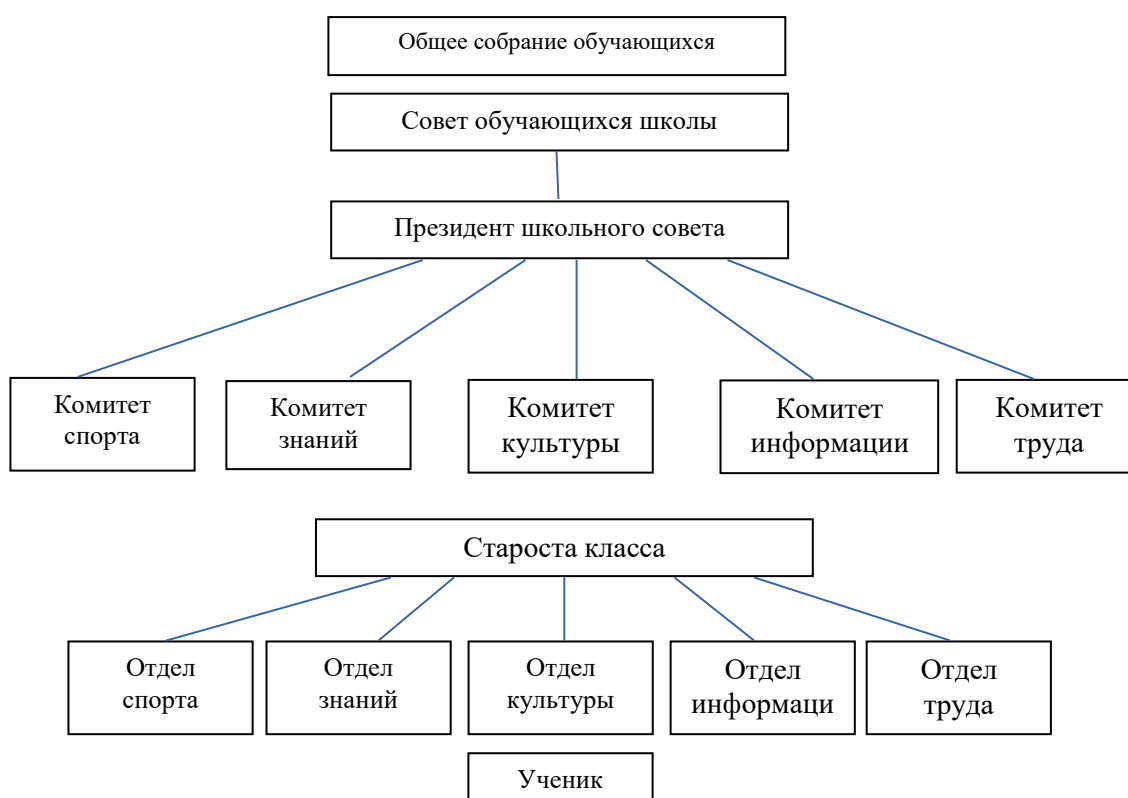 Общее собрание обучающихся
Совет обучающихся школы
Президент школьного совета
Комитет
спорта
Комитет
знаний
Комитет
культуры
Комитет
информации
Комитет
труда
Староста класса
Отдел
спорта
Отдел
знаний
Отдел
культуры
Отдел
информаци
Отдел
труда
Ученик